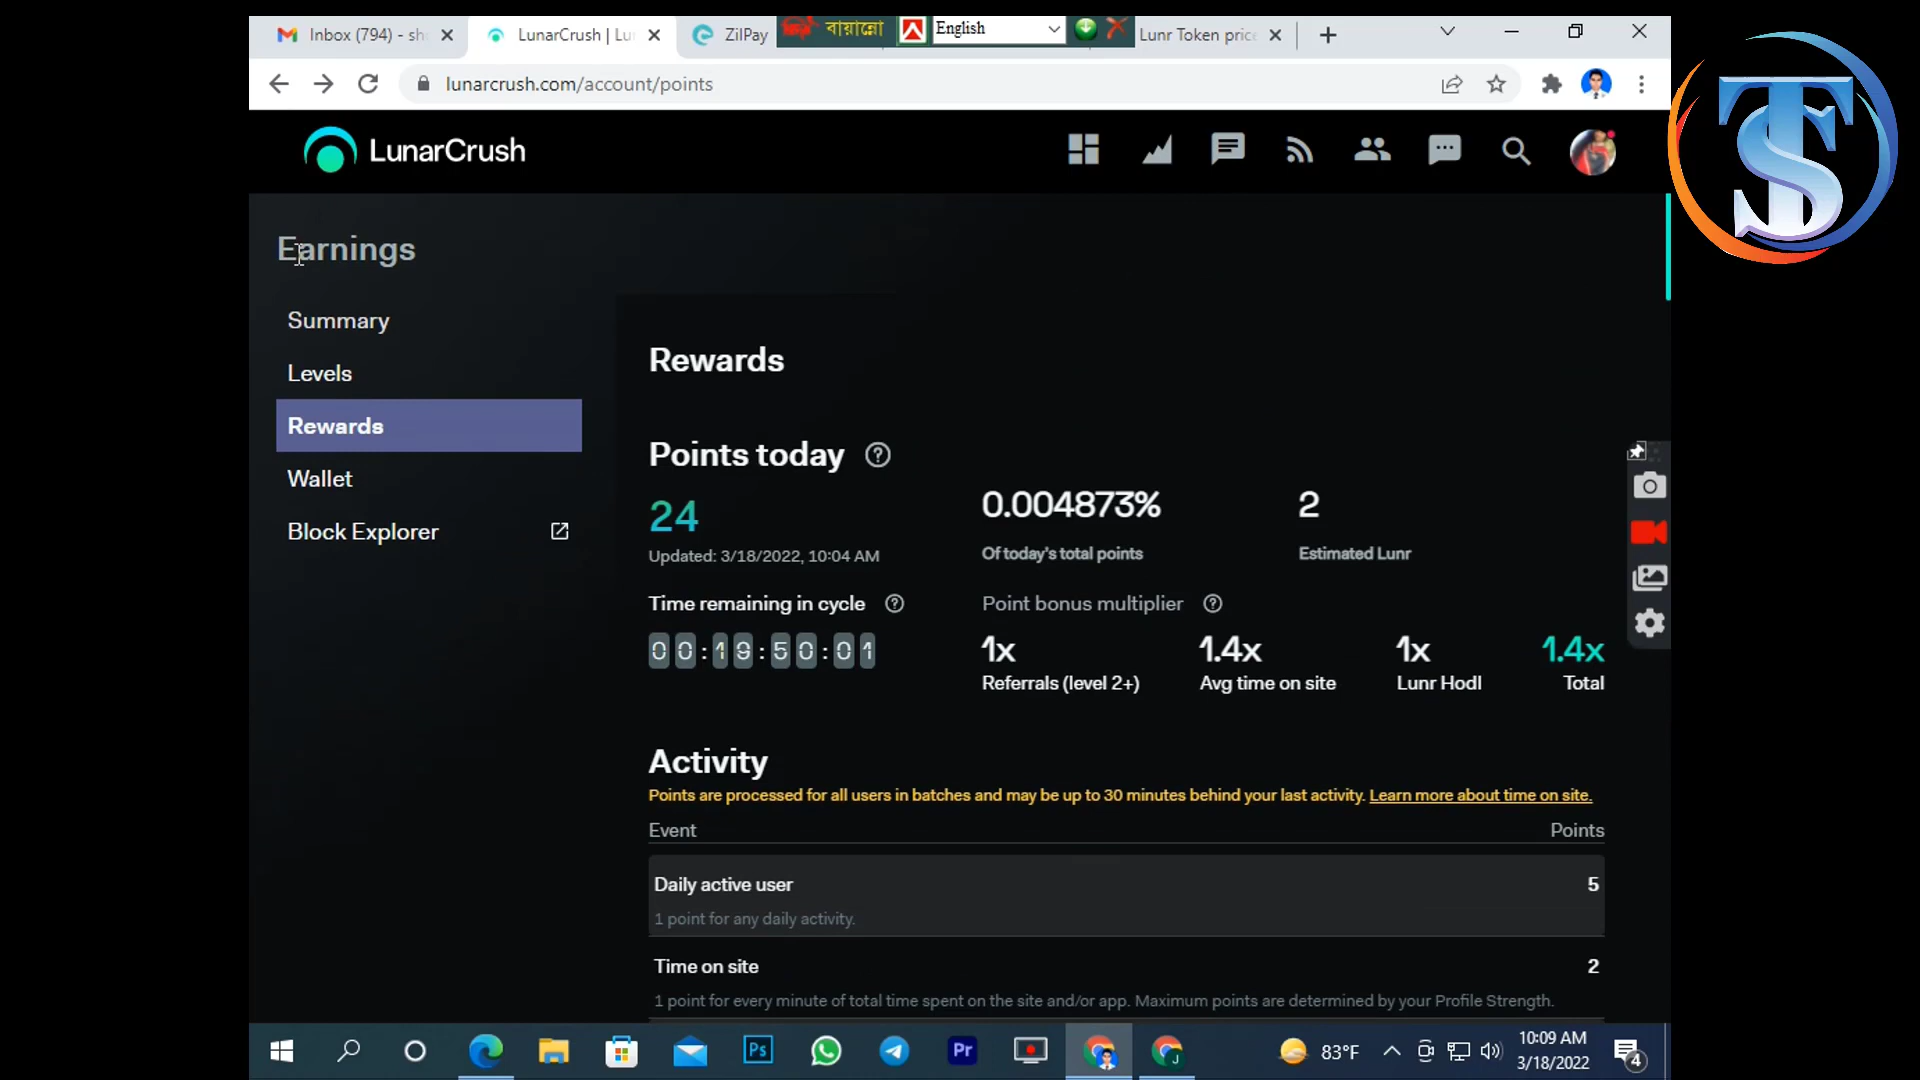 Inbox (794) - sh
LunarCrush | Lu
ZilPay
বায়ান্নো
English
Lunr Token pric
lunarcrush.com/account/points
LunarCrush
TS
Earnings
Summary
Levels
Rewards
Wallet
Block Explorer
Rewards
Points today
24
Updated: 3/18/2022, 10:04 AM
0.004873%
Of today's total points
2
Estimated Lunr
Time remaining in cycle
00:19:50:01
Point bonus multiplier
1x
Referrals (level 2+)
1.4x
Avg time on site
1x
Lunr Hodl
1.4x
Total
Activity
Points are processed for all users in batches and may be up to 30 minutes behind your last activity. Learn more about time on site.
Event Points
Daily active user 5
1 point for any daily activity.
Time on site 2
1 point for every minute of total time spent on the site and/or app. Maximum points are determined by your Profile Strength.
Ps
Pr
J
83°F
10:09 AM
3/18/2022
4